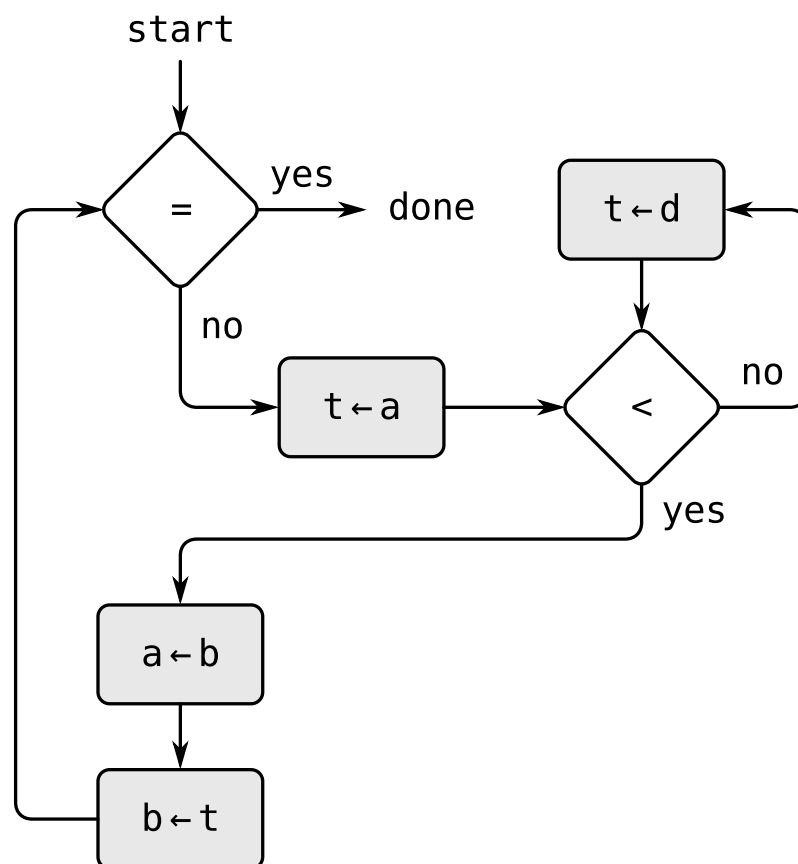 start
=
yes
done
t←d
no
t←a
<
no
yes
a←b
b←t